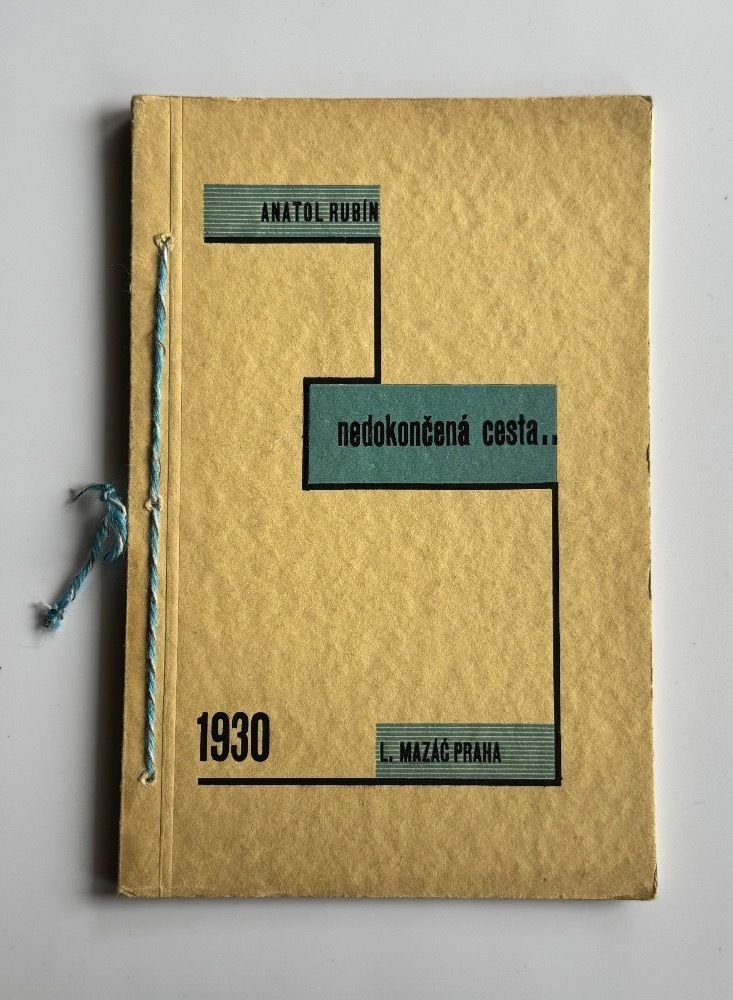 ANATOL RUBÍN
nedokončená cesta..
1930
L. MAZÁČ PRAHA